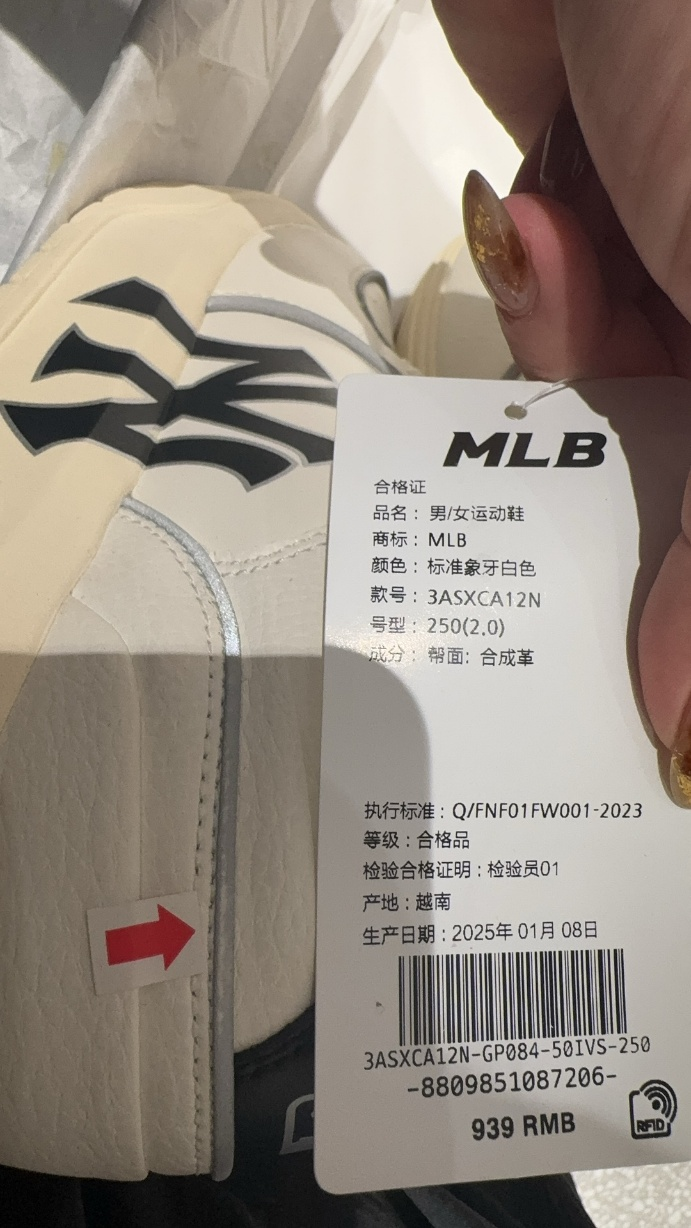 NY
MLB
合格证
品名：男/女运动鞋
商标：MLB
颜色：标准象牙白色
款号：3ASXCA12N
号型：250(2.0)
成分：帮面：合成革
执行标准：Q/FNF01FW001-2023
等级：合格品
检验合格证明：检验员01
产地：越南
生产日期：2025年 01月 08日
3ASXCA12N-GP084-50IVS-250
-8809851087206-
939 RMB
RFID